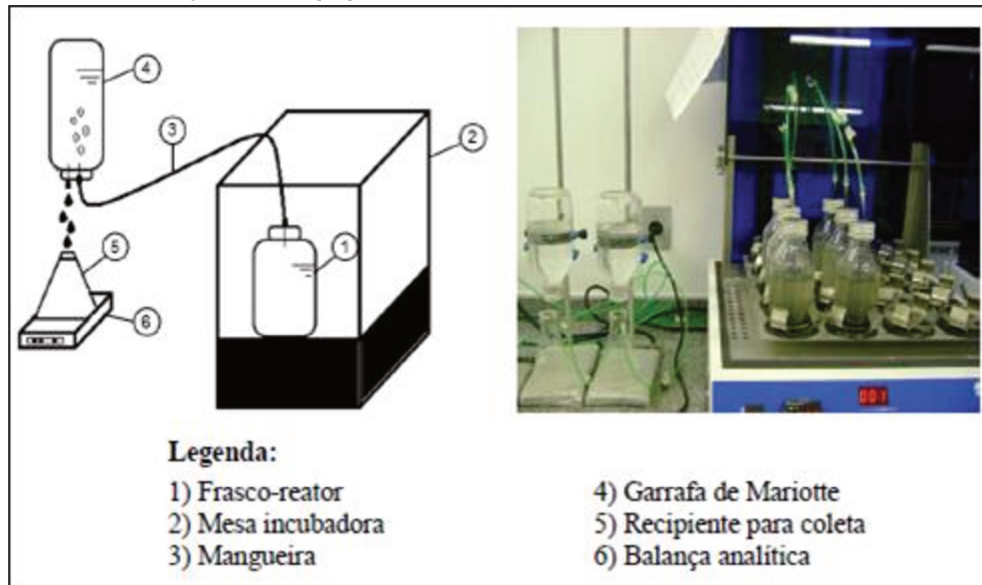 4
3
2
1
5
6
001
Legenda:
1) Frasco-reator
2) Mesa incubadora
3) Mangueira
4) Garrafa de Mariotte
5) Recipiente para coleta
6) Balança analítica